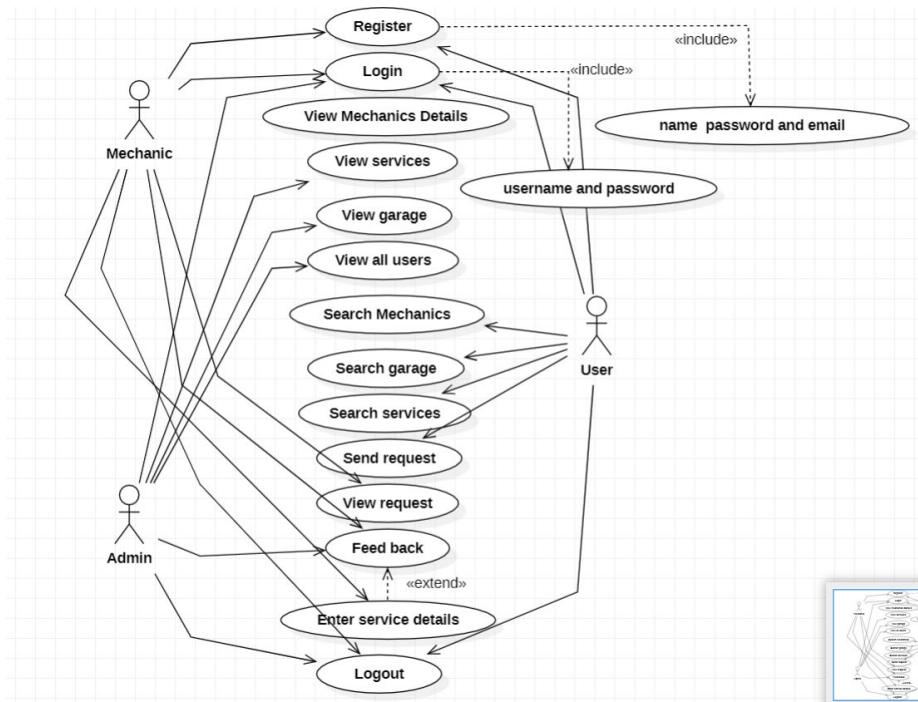 Register
«include»
Login
«include»
Mechanic
View Mechanics Details
name password and email
View services
username and password
View garage
View all users
Search Mechanics
User
Search garage
Search services
Send request
View request
Admin
Feed back
«extend»
Enter service details
Logout